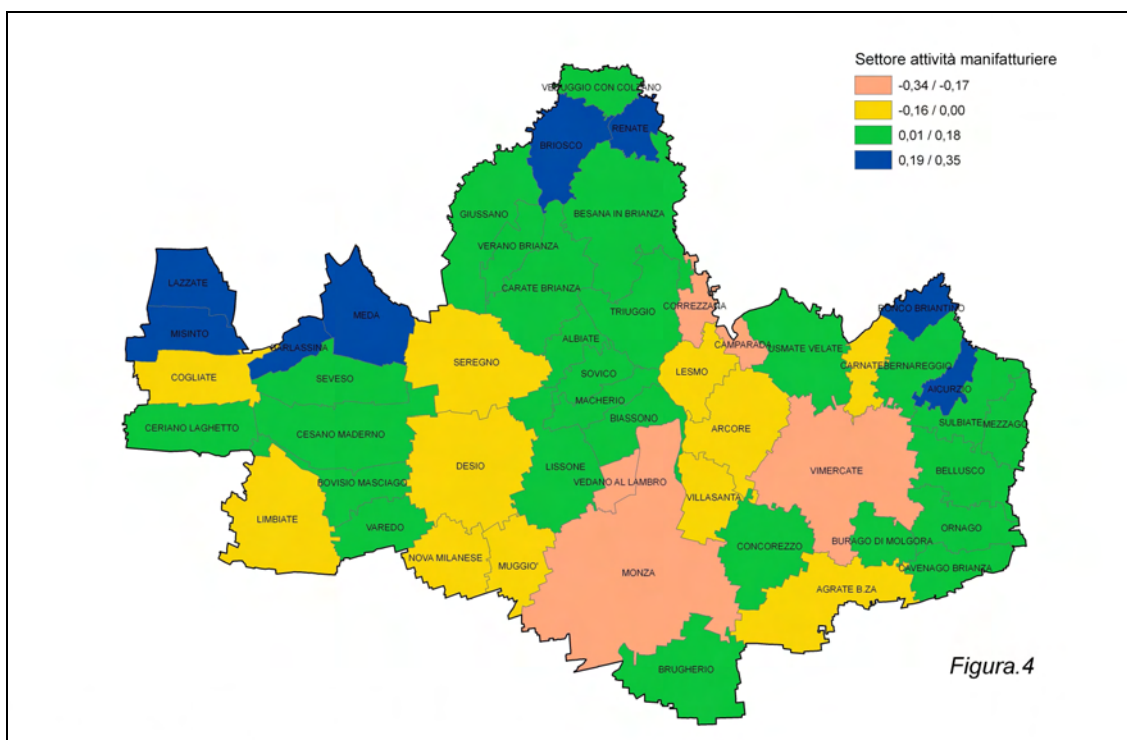 Settore attività manifatturiere
-0,34 / -0,17
-0,16 / 0,00
0,01 / 0,18
0,19 / 0,35
VEDUGGIO CON COLZANO
RENATE
BRIOSCO
GIUSSANO
BESANA IN BRIANZA
VERANO BRIANZA
CARATE BRIANZA
TRIUGGIO
CORREZZANA
LAZZATE
MISINTO
MEDA
BARLASSINA
COGLIATE
SEVESO
SEREGNO
ALBIATE
SOVICO
MACHERIO
BIASSONO
LESMO
CAMPARADA
USMATE VELATE
CARNATE
BERNAREGGIO
RONCO BRIANTINO
AICURZIO
SULBIATE
MEZZAGO
CERIANO LAGHETTO
CESANO MADERNO
DESIO
LISSONE
VEDANO AL LAMBRO
ARCORE
VIMERCATE
BELLUSCO
BOVISIO MASCIAGO
VILLASANTA
LIMBIATE
VAREDO
NOVA MILANESE
MUGGIO'
MONZA
CONCOREZZO
BURAGO DI MOLGORA
ORNAGO
CAVENAGO BRIANZA
AGRATE B.ZA
BRUGHERIO
Figura.4